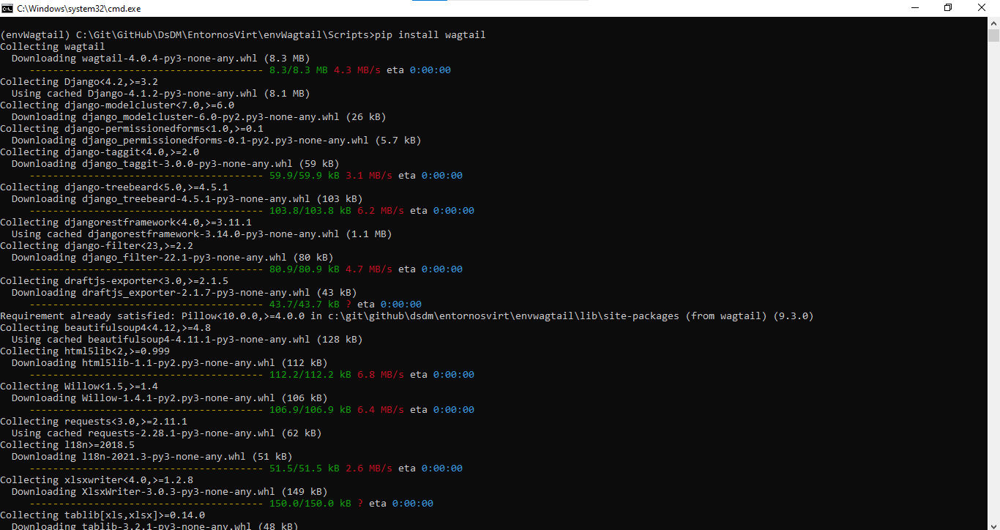 C:\Windows\system32\cmd.exe
(envWagtail) C:\Git\GitHub\DsDM\EntornosVirt\envWagtail\Scripts>pip install wagtail
Collecting wagtail
  Downloading wagtail-4.0.4-py3-none-any.whl (8.3 MB)
     ---------------------------------------- 8.3/8.3 MB 4.3 MB/s eta 0:00:00
Collecting Django<4.2,>=3.2
  Using cached Django-4.1.2-py3-none-any.whl (8.1 MB)
Collecting django-modelcluster<7.0,>=6.0
  Downloading django_modelcluster-6.0-py2.py3-none-any.whl (26 kB)
Collecting django-permissionedforms<1.0,>=0.1
  Downloading django_permissionedforms-0.1-py2.py3-none-any.whl (5.7 kB)
Collecting django-taggit<4.0,>=2.0
  Downloading django_taggit-3.0.0-py3-none-any.whl (59 kB)
     ---------------------------------------- 59.9/59.9 kB 3.1 MB/s eta 0:00:00
Collecting django-treebeard<5.0,>=4.5.1
  Downloading django_treebeard-4.5.1-py3-none-any.whl (103 kB)
     ---------------------------------------- 103.8/103.8 kB 6.2 MB/s eta 0:00:00
Collecting djangorestframework<4.0,>=3.11.1
  Using cached djangorestframework-3.14.0-py3-none-any.whl (1.1 MB)
Collecting django-filter<23,>=2.2
  Downloading django_filter-22.1-py3-none-any.whl (80 kB)
     ---------------------------------------- 80.9/80.9 kB 4.7 MB/s eta 0:00:00
Collecting draftjs-exporter<3.0,>=2.1.5
  Downloading draftjs_exporter-2.1.7-py3-none-any.whl (43 kB)
     ---------------------------------------- 43.7/43.7 kB ? eta 0:00:00
Requirement already satisfied: Pillow<10.0.0,>=4.0.0 in c:\git\github\dsdm\entornosvirt\envwagtail\lib\site-packages (from wagtail) (9.3.0)
Collecting beautifulsoup4<4.12,>=4.8
  Using cached beautifulsoup4-4.11.1-py3-none-any.whl (128 kB)
Collecting html5lib<2,>=0.999
  Downloading html5lib-1.1-py2.py3-none-any.whl (112 kB)
     ---------------------------------------- 112.2/112.2 kB 6.8 MB/s eta 0:00:00
Collecting Willow<1.5,>=1.4
  Downloading Willow-1.4.1-py2.py3-none-any.whl (106 kB)
     ---------------------------------------- 106.9/106.9 kB 6.4 MB/s eta 0:00:00
Collecting requests<3.0,>=2.11.1
  Using cached requests-2.28.1-py3-none-any.whl (62 kB)
Collecting l18n>=2018.5
  Downloading l18n-2021.3-py3-none-any.whl (51 kB)
     ---------------------------------------- 51.5/51.5 kB 2.6 MB/s eta 0:00:00
Collecting xlsxwriter<4.0,>=1.2.8
  Downloading XlsxWriter-3.0.3-py3-none-any.whl (149 kB)
     ---------------------------------------- 150.0/150.0 kB ? eta 0:00:00
Collecting tablib[xls,xlsx]>=0.14.0
  Downloading tablib-3.2.1-py3-none-any.whl (48 kB)